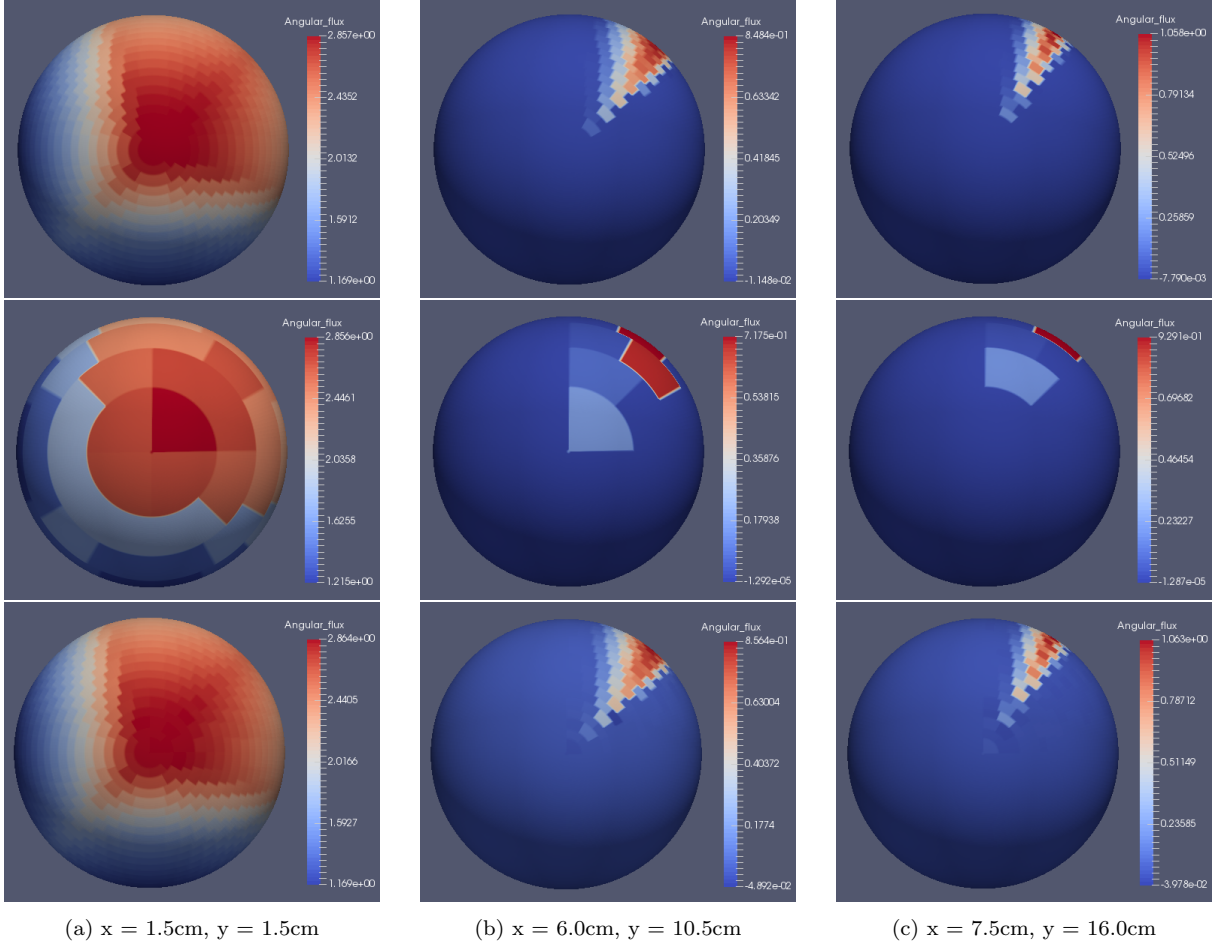 Angular_flux
2.857e+00
2.4352
2.0132
1.5912
1.169e+00
Angular_flux
8.484e-01
0.63342
0.41845
0.20349
-1.148e-02
Angular_flux
1.058e+00
0.79134
0.52496
0.25859
-7.790e-03
Angular_flux
2.856e+00
2.4461
2.0358
1.6255
1.215e+00
Angular_flux
7.175e-01
0.53815
0.35876
0.17938
-1.292e-05
Angular_flux
9.291e-01
0.69682
0.46454
0.23227
-1.287e-05
Angular_flux
2.864e+00
2.4405
2.0166
1.5927
1.169e+00
Angular_flux
8.564e-01
0.63004
0.40372
0.1774
-4.892e-02
Angular_flux
1.063e+00
0.78712
0.51149
0.23585
-3.978e-02
(a) x = 1.5cm, y = 1.5cm
(b) x = 6.0cm, y = 10.5cm
(c) x = 7.5cm, y = 16.0cm